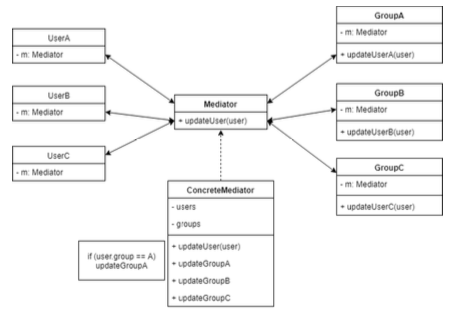 UserA
- m: Mediator
UserB
- m: Mediator
UserC
- m: Mediator
Mediator
+ updateUser(user)
GroupA
- m: Mediator
+ updateUserA(user)
GroupB
- m: Mediator
+ updateUserB(user)
GroupC
- m: Mediator
+ updateUserC(user)
ConcreteMediator
- users
- groups
+ updateUser(user)
+ updateGroupA
+ updateGroupB
+ updateGroupC
if (user.group == A)
updateGroupA